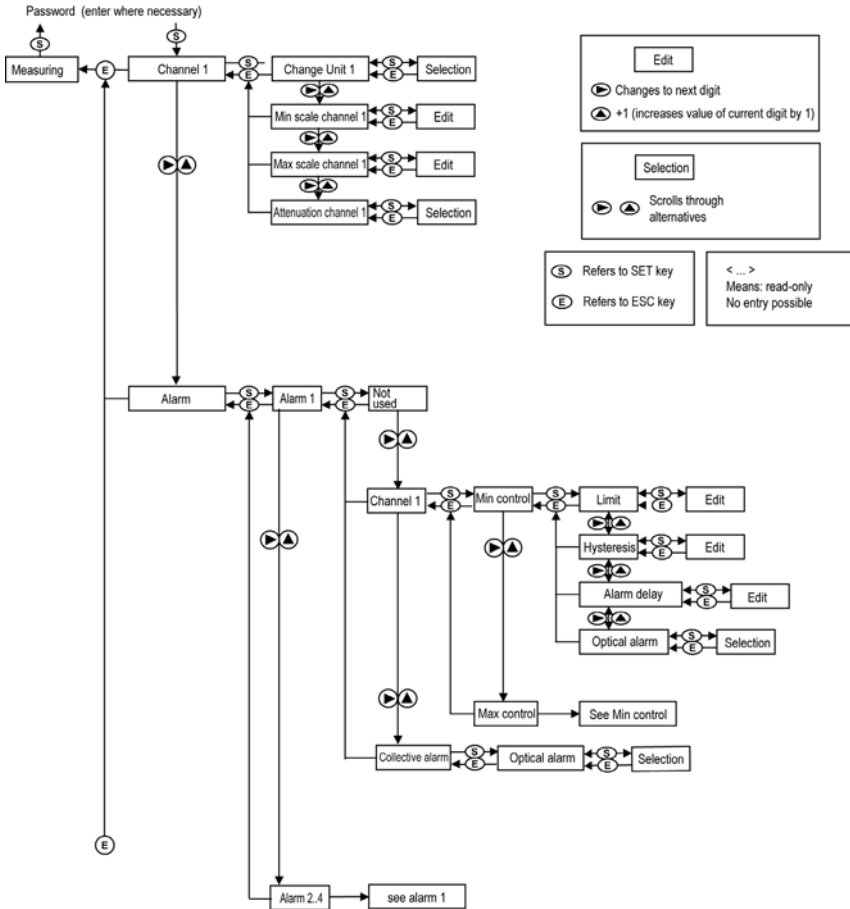 Password (enter where necessary)
S
S
Measuring
E
Channel 1
S
E
Change Unit 1
S
E
Selection
Min scale channel 1
S
E
Edit
Max scale channel 1
S
E
Edit
Attenuation channel 1
S
E
Selection
Edit
Changes to next digit
+1 (increases value of current digit by 1)
Selection
Scrolls through
alternatives
S Refers to SET key
E Refers to ESC key
< ... >
Means: read-only
No entry possible
Alarm
S
E
Alarm 1
S
E
Not
used
Channel 1
S
E
Min control
S
E
Limit
S
E
Edit
Hysteresis
S
E
Edit
Alarm delay
S
E
Edit
Optical alarm
S
E
Selection
Max control
See Min control
Collective alarm
S
E
Optical alarm
S
E
Selection
E
Alarm 2..4
see alarm 1